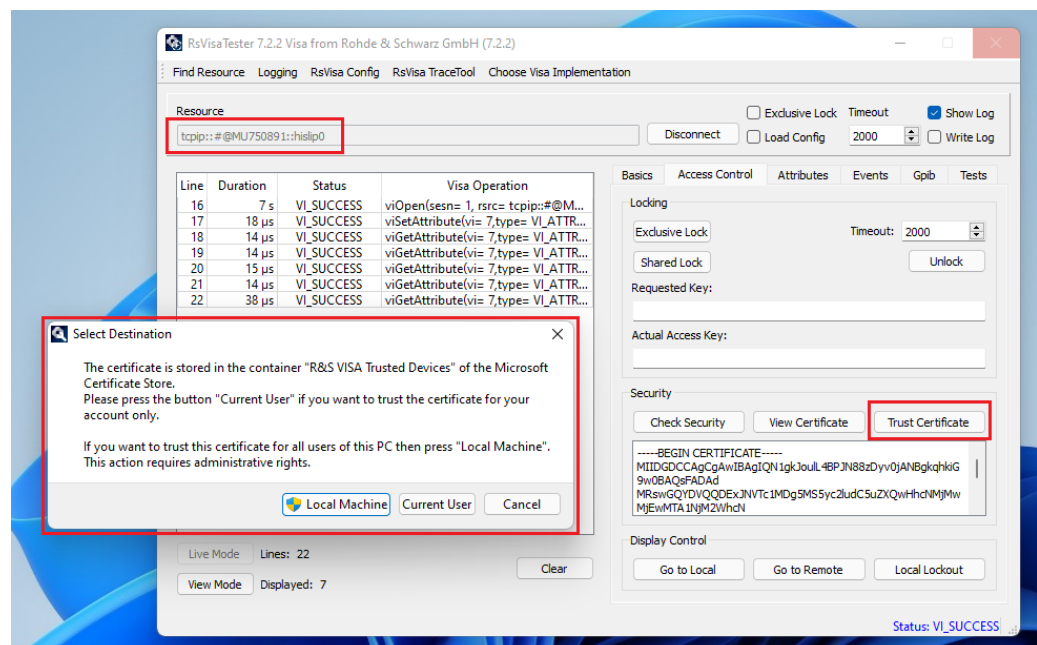 RsVisaTester 7.2.2 Visa from Rohde & Schwarz GmbH (7.2.2)
Find Resource Logging RsVisa Config RsVisa TraceTool Choose Visa Implementation
Resource
tcpip::#@MU750891::hislip0
Disconnect
Exclusive Lock
Load Config
Timeout
2000
Show Log
Write Log
Line Duration Status Visa Operation
16 7 s VI_SUCCESS viOpen(sesn= 1, rsrc= tcpip::#@M...
17 18 µs VI_SUCCESS viSetAttribute(vi= 7,type= VI_ATTR...
18 14 µs VI_SUCCESS viGetAttribute(vi= 7,type= VI_ATTR...
19 14 µs VI_SUCCESS viGetAttribute(vi= 7,type= VI_ATTR...
20 15 µs VI_SUCCESS viGetAttribute(vi= 7,type= VI_ATTR...
21 14 µs VI_SUCCESS viGetAttribute(vi= 7,type= VI_ATTR...
22 38 µs VI_SUCCESS viGetAttribute(vi= 7,type= VI_ATTR...
Select Destination
The certificate is stored in the container "R&S VISA Trusted Devices" of the Microsoft
Certificate Store.
Please press the button "Current User" if you want to trust the certificate for your
account only.
If you want to trust this certificate for all users of this PC then press "Local Machine".
This action requires administrative rights.
Local Machine Current User Cancel
Live Mode Lines: 22
Clear
View Mode Displayed: 7
Basics Access Control Attributes Events Gpib Tests
Locking
Exclusive Lock Timeout: 2000
Shared Lock Unlock
Requested Key:
Actual Access Key:
Security
Check Security View Certificate Trust Certificate
-----BEGIN CERTIFICATE-----
MIIDGDCCAgCgAwIBAgIQN1gkJoulL4BPJN88zDyv0jANBgkqhkiG
9w0BAQsFADAd
MRswGQYDVQQDExJNVTc1MDg5MS5yc2ludC5uZXQwHhcNMjMw
MjEwMTA1NjM2WhcN
Display Control
Go to Local Go to Remote Local Lockout
Status: VI_SUCCESS